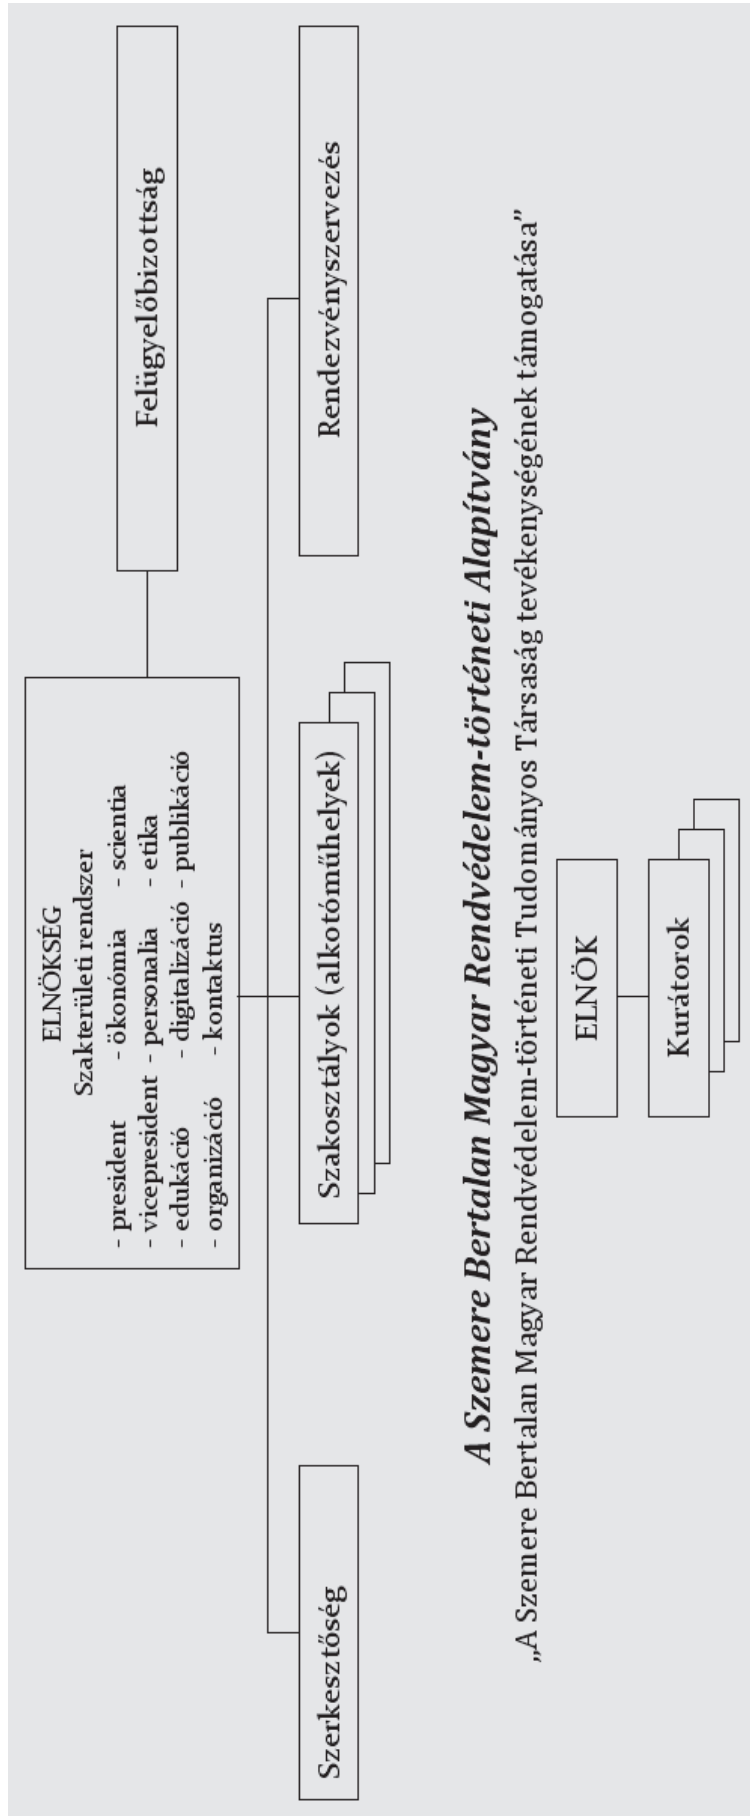 ELNÖKSÉG
Szakterületi rendszer
- president - ökonómia - scientia
- vicepresident - personalia - etika
- edukáció - digitalizáció - publikáció
- organizáció - kontaktus
Felügyelőbizottság
Szerkesztőség
Szakosztályok (alkotóműhelyek)
Rendezvényszervezés
A Szemere Bertalan Magyar Rendvédelem-történeti Alapítvány
„A Szemere Bertalan Magyar Rendvédelem-történeti Tudományos Társaság tevékenységének támogatása”
ELNÖK
Kurátorok